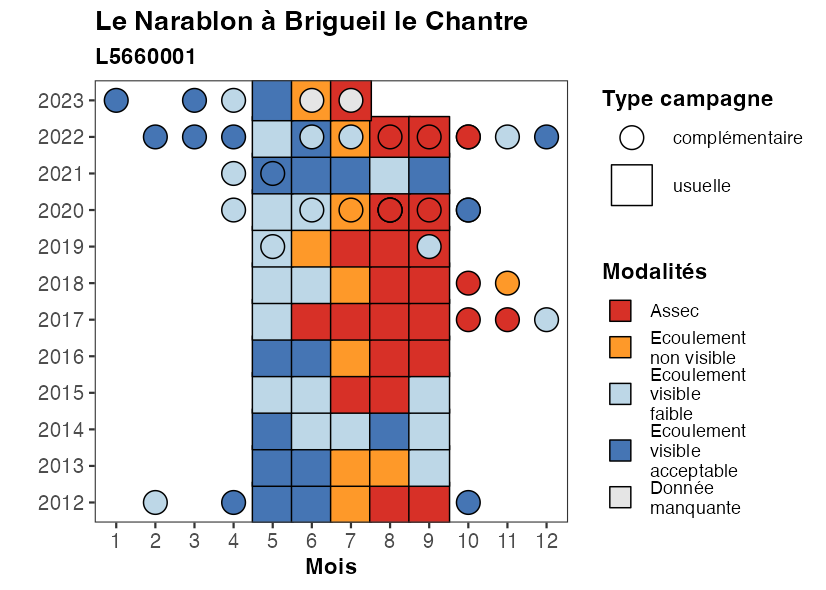 Le Narablon à Brigueil le Chantre
L5660001
2023
2022
2021
2020
2019
2018
2017
2016
2015
2014
2013
2012
1 2 3 4 5 6 7 8 9 10 11 12
Mois
Type campagne
complémentaire
usuelle
Modalités
Assec
Ecoulement
non visible
Ecoulement
visible
faible
Ecoulement
visible
acceptable
Donnée
manquante